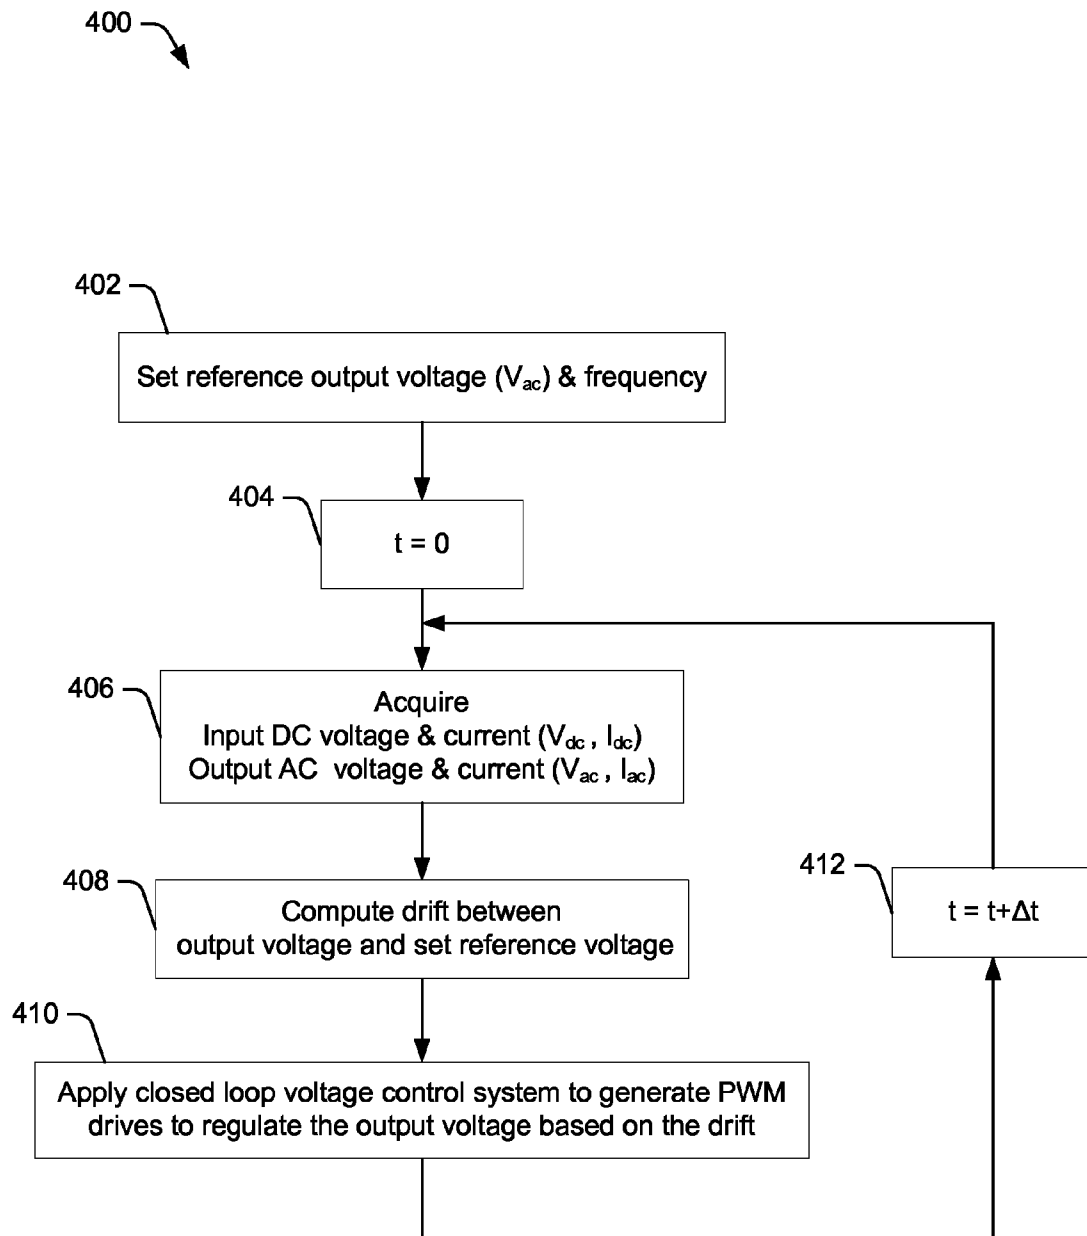 400
402
Set reference output voltage (Vac) & frequency
404
t = 0
406
Acquire
Input DC voltage & current (Vdc , Idc)
Output AC voltage & current (Vac , Iac)
408
Compute drift between
output voltage and set reference voltage
410
Apply closed loop voltage control system to generate PWM
drives to regulate the output voltage based on the drift
412
t = t+Δt